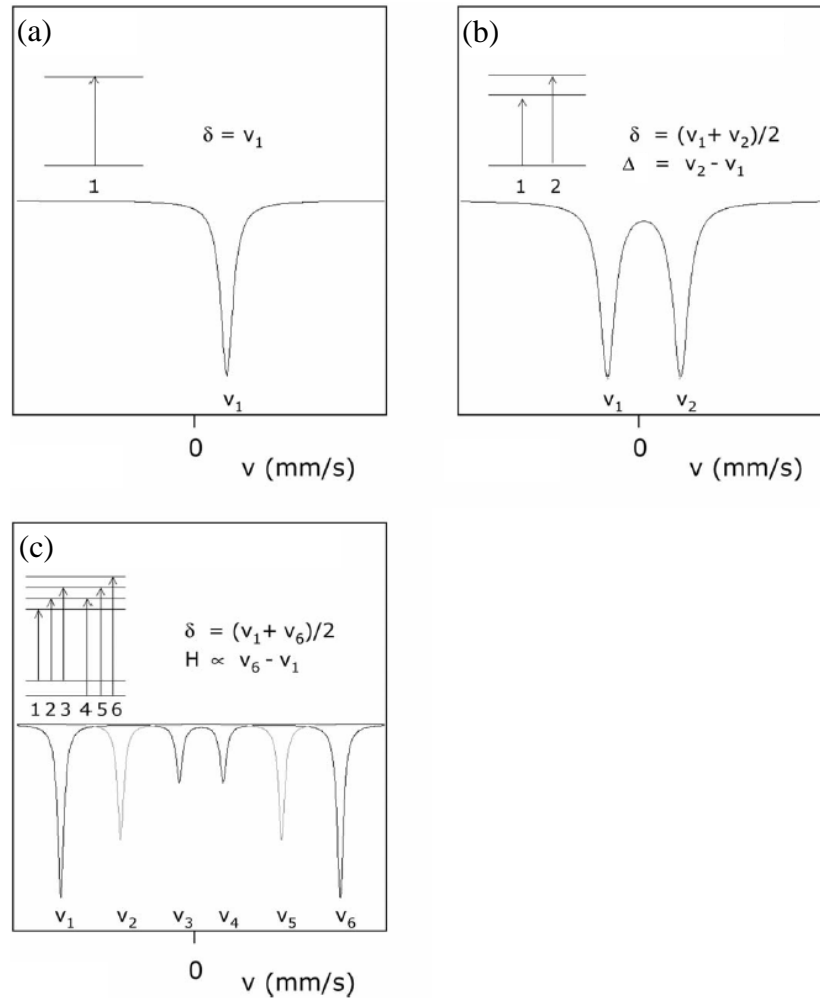 (a)
δ = v₁
1
v₁
0
v (mm/s)
(b)
δ = (v₁+ v₂)/2
Δ = v₂ - v₁
1 2
v₁ v₂
0
v (mm/s)
(c)
δ = (v₁+ v₆)/2
H ∝ v₆ - v₁
1 2 3 4 5 6
v₁ v₂ v₃ v₄ v₅ v₆
0
v (mm/s)